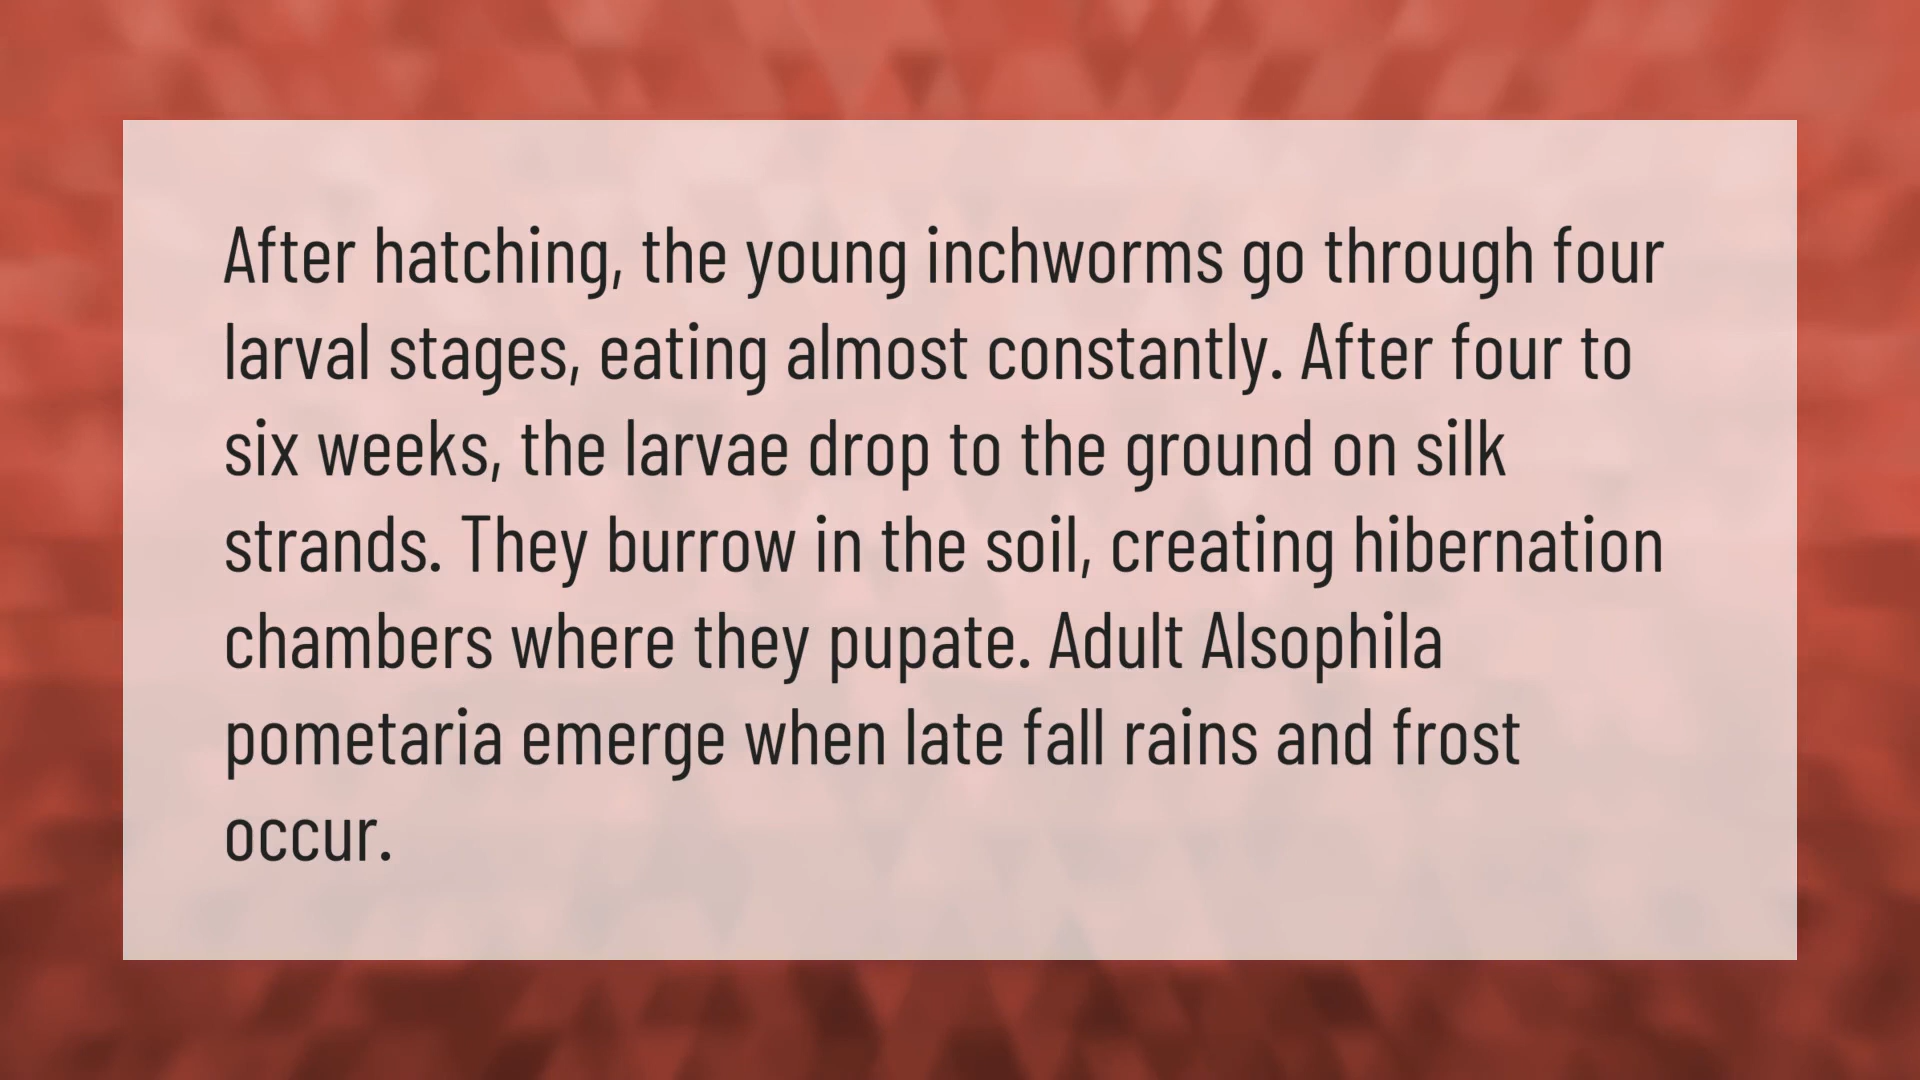 After hatching, the young inchworms go through four
larval stages, eating almost constantly. After four to
six weeks, the larvae drop to the ground on silk
strands. They burrow in the soil, creating hibernation
chambers where they pupate. Adult Alsophila
pometaria emerge when late fall rains and frost
occur.